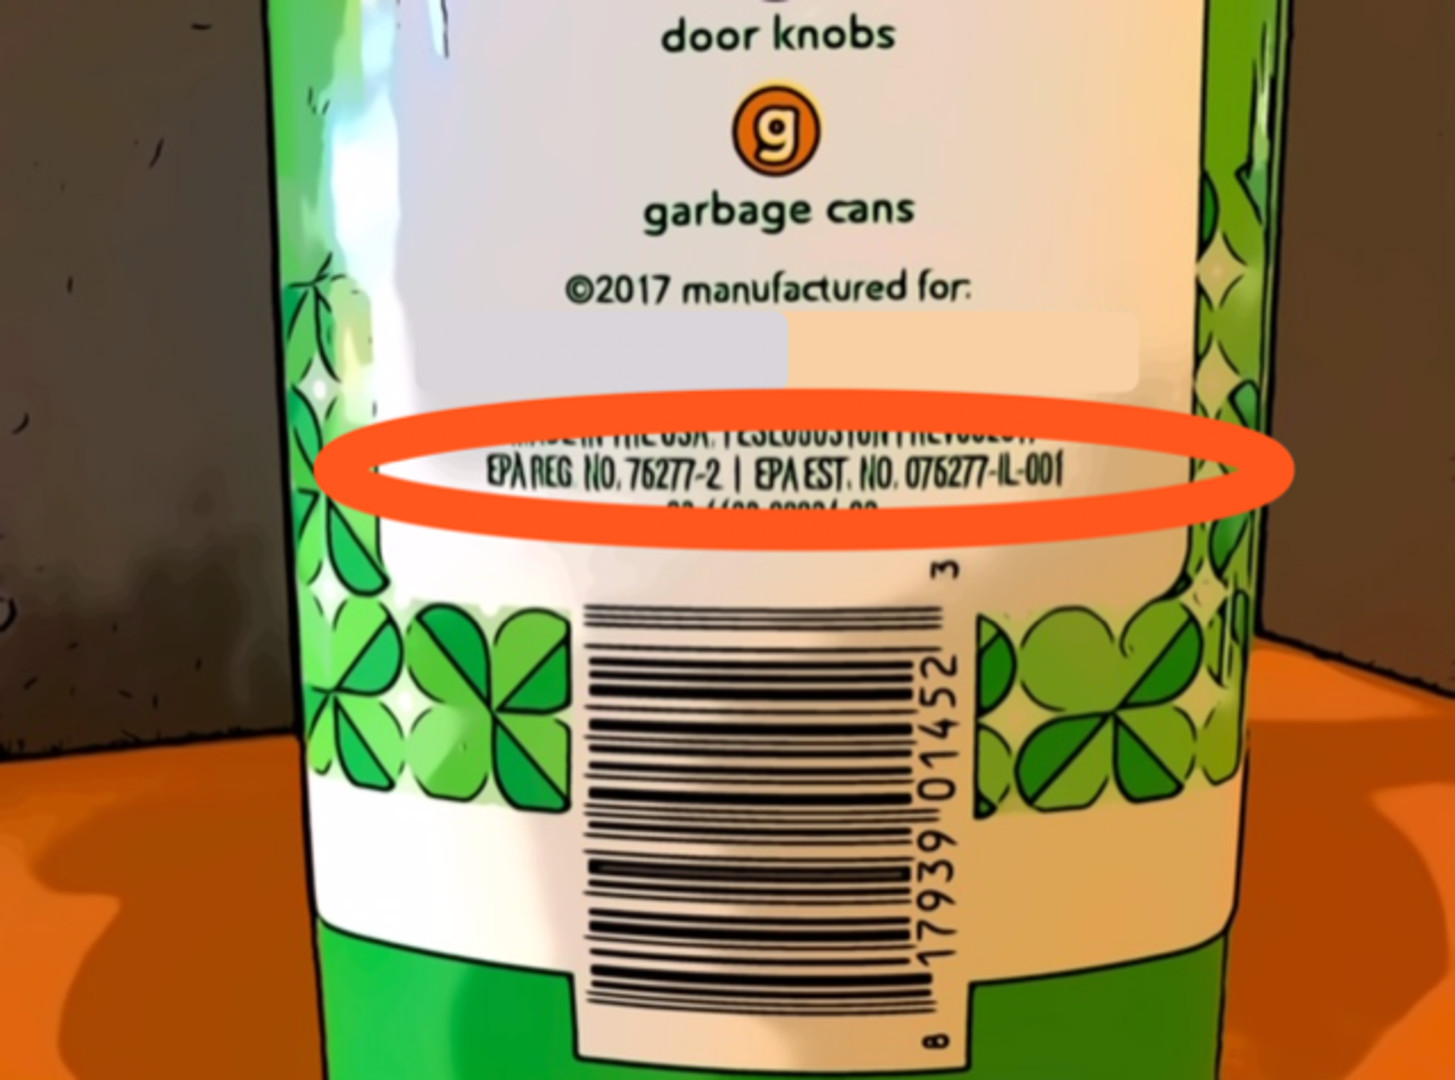 door knobs
g
garbage cans
©2017 manufactured for:
EPA REG. NO. 76277-2 | EPA EST. NO. 076277-IL-001
8 17939 01452 3